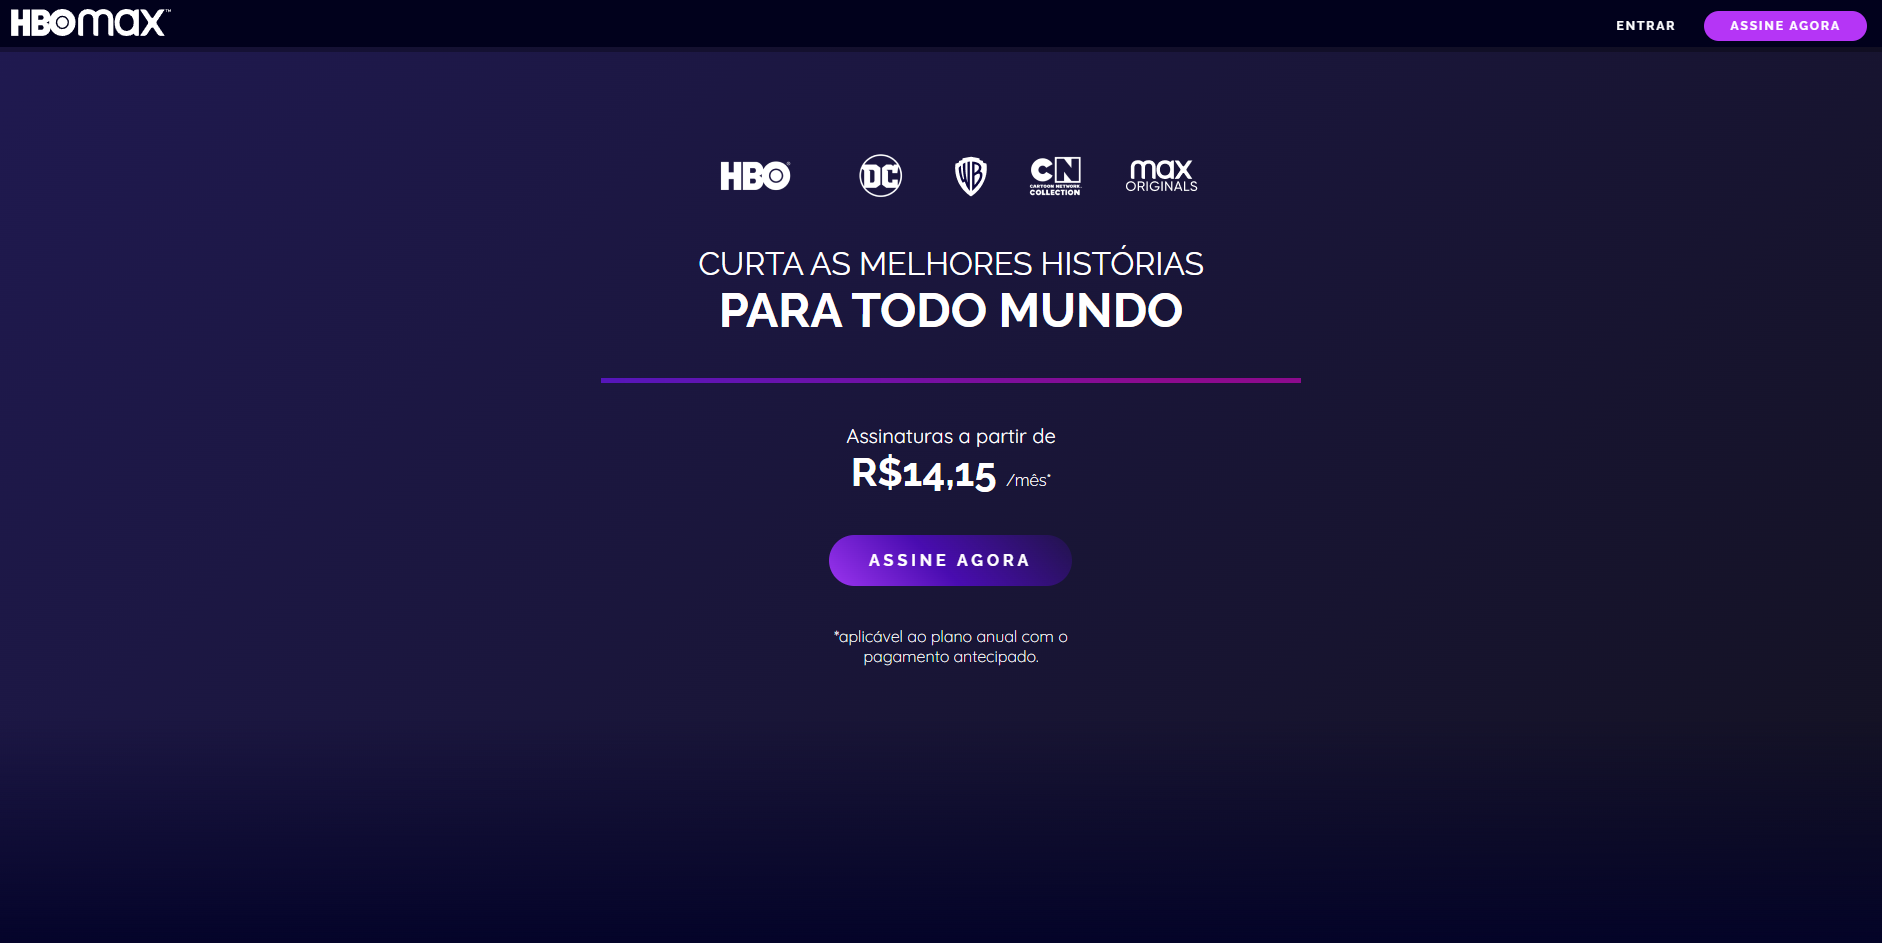 HBOmax™
ENTRAR
ASSINE AGORA
HBO®
DC
WB
CN CARTOON NETWORK COLLECTION
max ORIGINALS
CURTA AS MELHORES HISTÓRIAS
PARA TODO MUNDO
Assinaturas a partir de
R$14,15 /mês*
ASSINE AGORA
*aplicável ao plano anual com o
pagamento antecipado.